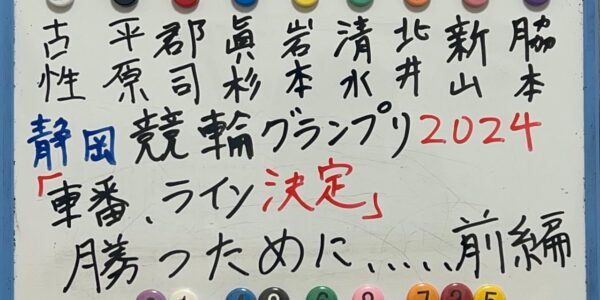 古性 平原 郡司 眞杉 岩本 清水 北井 新山 脇本
静岡競輪グランプリ2024
「車番、ライン決定」
勝つために、、、、、前編